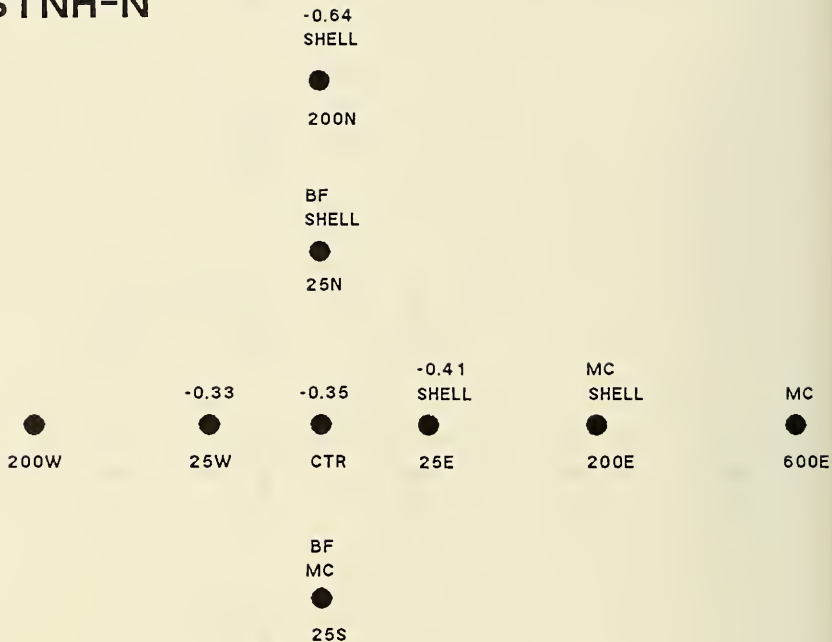 STNH-N
-0.64
SHELL
200N
BF
SHELL
25N
-0.41 MC
-0.33 -0.35 SHELL SHELL MC
200W 25W CTR 25E 200E 600E
BF
MC
25S